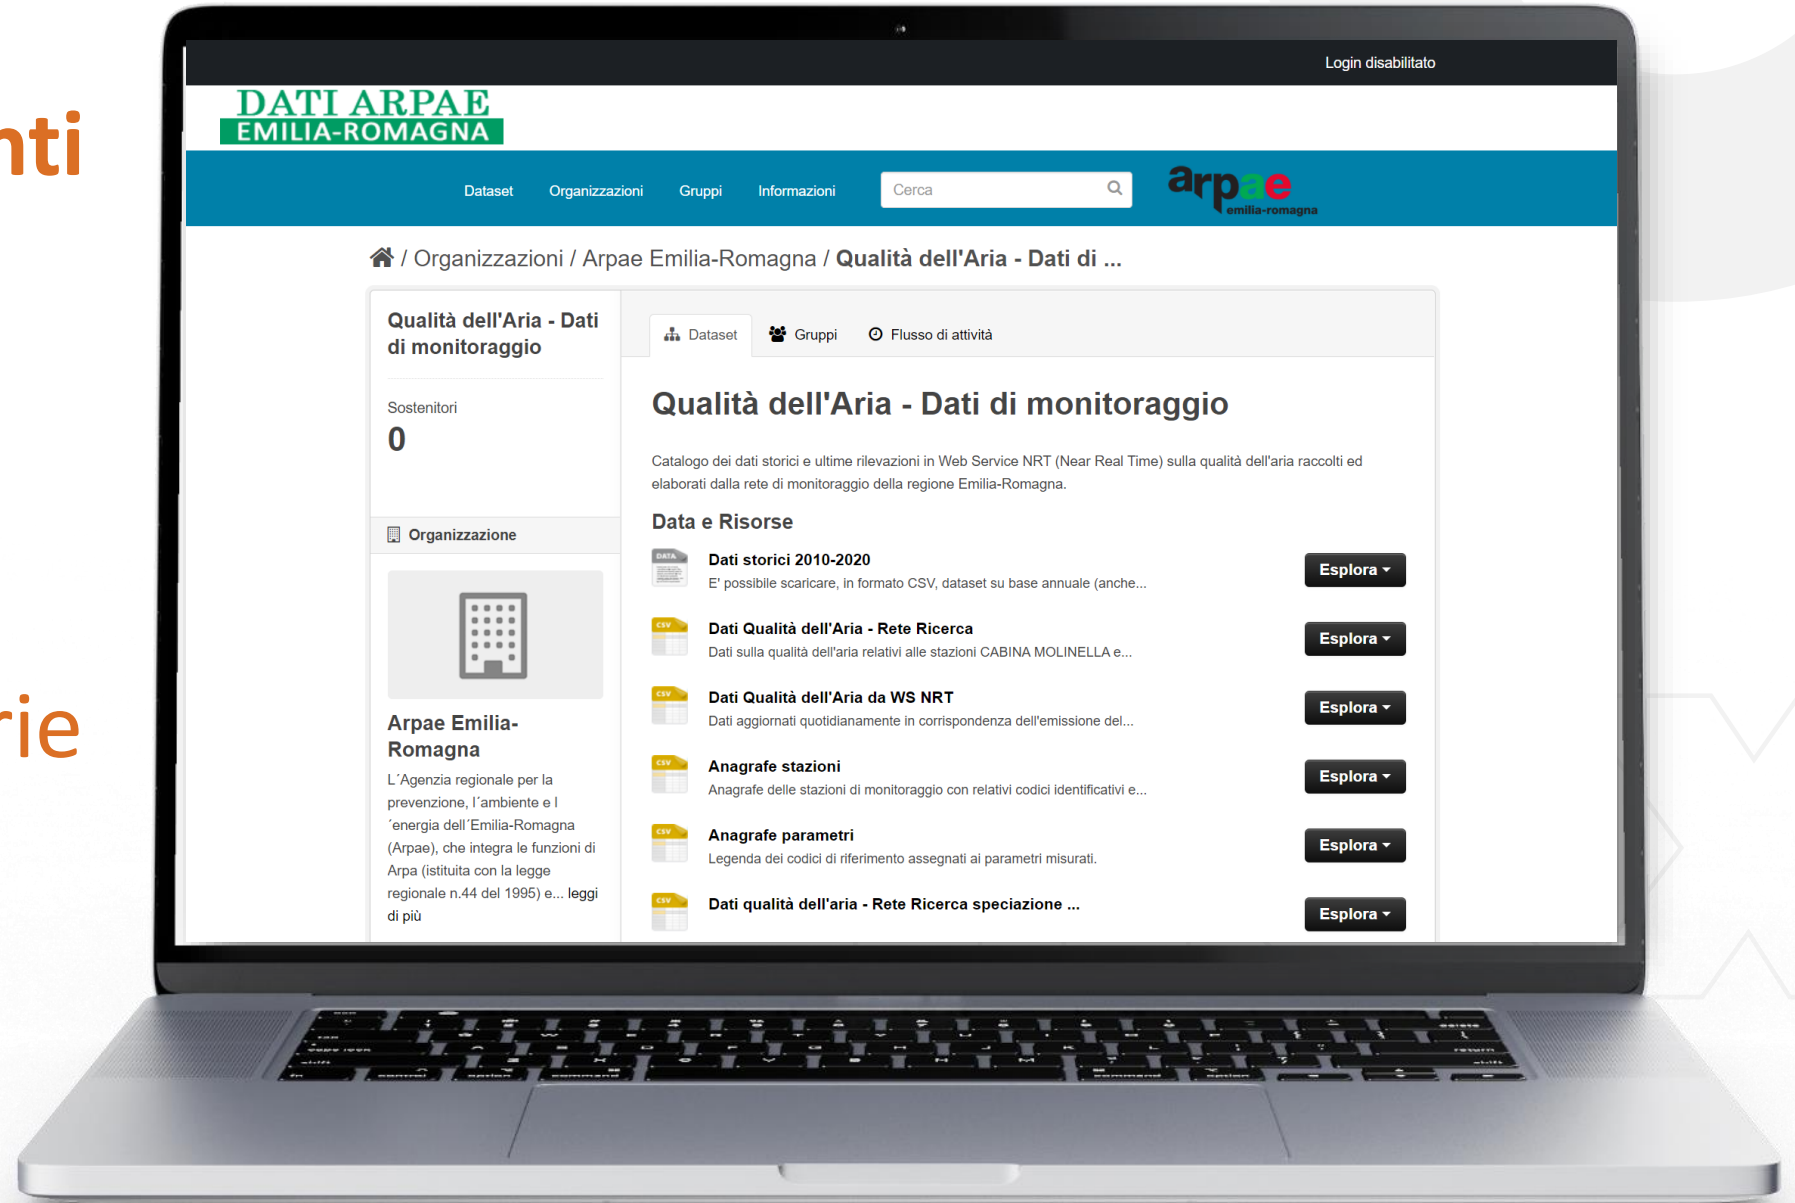 nti
rie
Login disabilitato
DATI ARPAE
EMILIA-ROMAGNA
Dataset Organizzazioni Gruppi Informazioni Cerca
arpae
emilia-romagna
/ Organizzazioni / Arpae Emilia-Romagna / Qualità dell'Aria - Dati di ...
Qualità dell'Aria - Dati
di monitoraggio
Sostenitori
0
Organizzazione
Arpae Emilia-
Romagna
L´Agenzia regionale per la
prevenzione, l´ambiente e l
´energia dell´Emilia-Romagna
(Arpae), che integra le funzioni di
Arpa (istituita con la legge
regionale n.44 del 1995) e... leggi
di più
Dataset Gruppi Flusso di attività
Qualità dell'Aria - Dati di monitoraggio
Catalogo dei dati storici e ultime rilevazioni in Web Service NRT (Near Real Time) sulla qualità dell'aria raccolti ed
elaborati dalla rete di monitoraggio della regione Emilia-Romagna.
Data e Risorse
DATA
Dati storici 2010-2020
E' possibile scaricare, in formato CSV, dataset su base annuale (anche...
Esplora
CSV
Dati Qualità dell'Aria - Rete Ricerca
Dati sulla qualità dell'aria relativi alle stazioni CABINA MOLINELLA e...
Esplora
CSV
Dati Qualità dell'Aria da WS NRT
Dati aggiornati quotidianamente in corrispondenza dell'emissione del...
Esplora
CSV
Anagrafe stazioni
Anagrafe delle stazioni di monitoraggio con relativi codici identificativi e...
Esplora
CSV
Anagrafe parametri
Legenda dei codici di riferimento assegnati ai parametri misurati.
Esplora
CSV
Dati qualità dell'aria - Rete Ricerca speciazione ...
Esplora